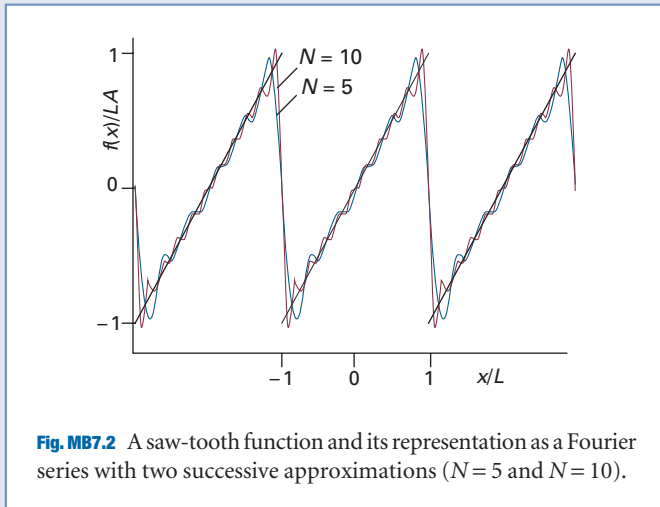 1
N = 10
N = 5
f(x)/LA
0
−1
−1 0 1 x/L
Fig. MB7.2 A saw-tooth function and its representation as a Fourier
series with two successive approximations (N = 5 and N = 10).